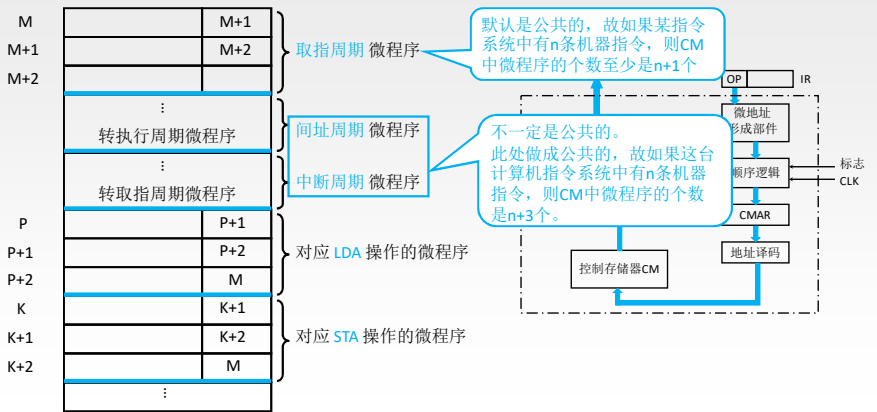 M
M+1
M+1
M+2
M+2
取指周期 微程序
⋮
转执行周期微程序
间址周期 微程序
⋮
转取指周期微程序
中断周期 微程序
P
P+1
P+1
P+2
P+2
M
对应 LDA 操作的微程序
K
K+1
K+1
K+2
K+2
M
对应 STA 操作的微程序
⋮
默认是公共的，故如果某指令
系统中有n条机器指令，则CM
中微程序的个数至少是n+1个
不一定是公共的。
此处做成公共的，故如果这台
计算机指令系统中有n条机器
指令，则CM中微程序的个数
是n+3个。
OP
IR
微地址
形成部件
顺序逻辑
标志
CLK
CMAR
地址译码
控制存储器CM